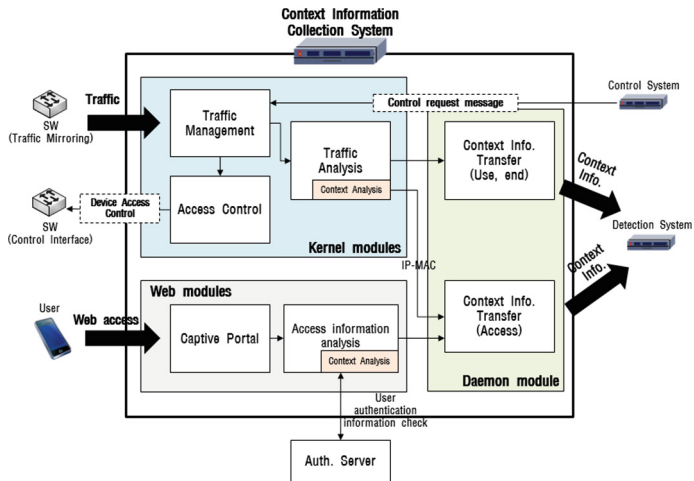 Context Information
Collection System
Control System
Traffic
SW
(Traffic Mirroring)
Traffic
Management
Control request message
Traffic
Analysis
Context Analysis
Context Info.
Transfer
(Use, end)
Context
Info.
Device Access
Control
SW
(Control Interface)
Access Control
Kernel modules
Detection System
IP-MAC
Context
Info.
User
Web access
Web modules
Captive Portal
Access information
analysis
Context Analysis
Context Info.
Transfer
(Access)
Daemon module
User
authentication
information check
Auth. Server